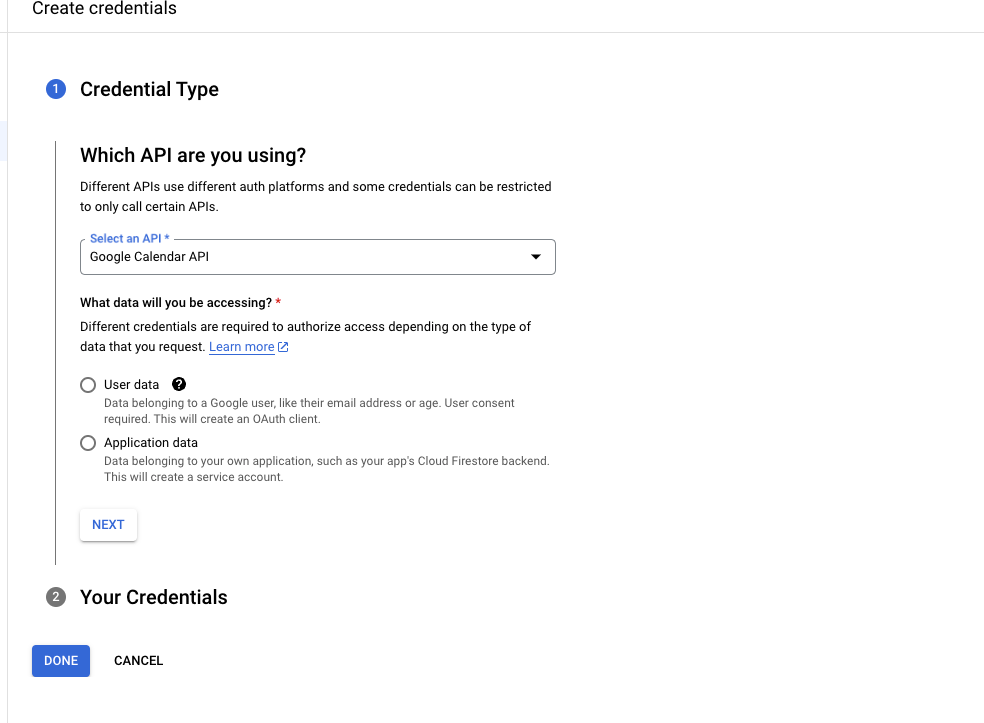 Create credentials
1 Credential Type
Which API are you using?
Different APIs use different auth platforms and some credentials can be restricted
to only call certain APIs.
Select an API *
Google Calendar API
What data will you be accessing? *
Different credentials are required to authorize access depending on the type of
data that you request. Learn more
User data ?
Data belonging to a Google user, like their email address or age. User consent
required. This will create an OAuth client.
Application data
Data belonging to your own application, such as your app's Cloud Firestore backend.
This will create a service account.
NEXT
2 Your Credentials
DONE CANCEL